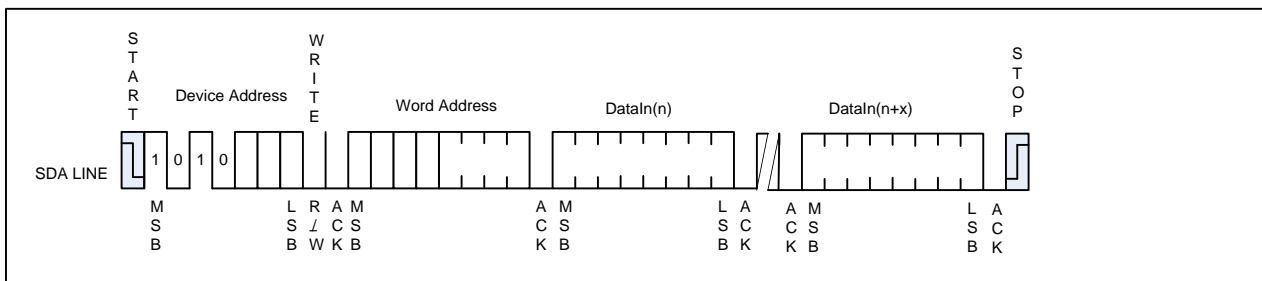 START
WRITE
STOP
Device Address
Word Address
DataIn(n)
DataIn(n+x)
SDA LINE
1 0 1 0
MSB
LSB
R/W
ACK
MSB
ACK
MSB
LSB
ACK
ACK
MSB
LSB
ACK